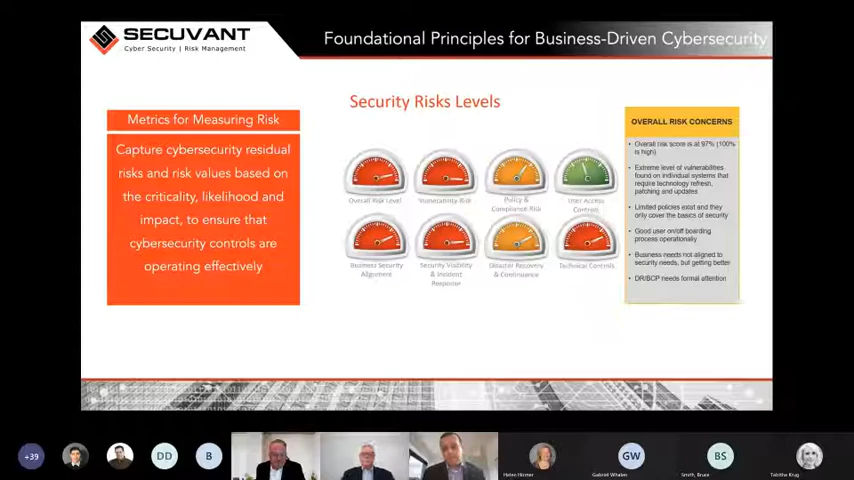 SECUVANT
Cyber Security | Risk Management
Foundational Principles for Business-Driven Cybersecurity
Metrics for Measuring Risk
Capture cybersecurity residual
risks and risk values based on
the criticality, likelihood and
impact, to ensure that
cybersecurity controls are
operating effectively
Security Risks Levels
Overall Risk Level
Vulnerability Risk
Policy &
Compliance Risk
User Access
Controls
Business Security
Alignment
Security Visibility
& Incident
Response
Disaster Recovery
& Continuance
Technical Controls
OVERALL RISK CONCERNS
• Overall risk score is at 97% (100%
is high)
• Extreme level of vulnerabilities
found on individual systems that
require technology refresh,
patching and updates
• Limited policies exist and they
only cover the basics of security
• Good user on/off boarding
process operationally
• Business needs not aligned to
security needs, but getting better
• DR/BCP needs formal attention
+39
DD
B
GW
BS
Gabriel Whalen
Smith, Bruce
Tabitha Krug